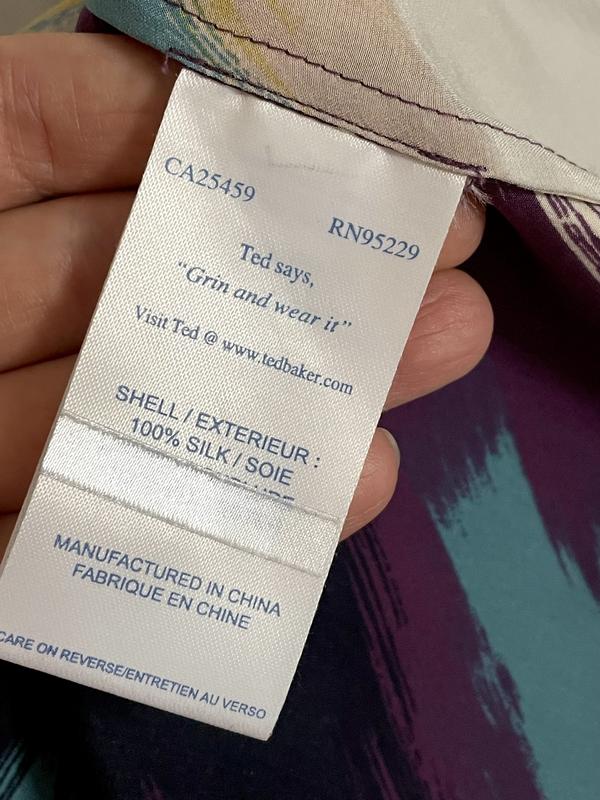 CA25459
RN95229
Ted says,
“Grin and wear it”
Visit Ted @ www.tedbaker.com
SHELL / EXTERIEUR :
100% SILK / SOIE
MANUFACTURED IN CHINA
FABRIQUE EN CHINE
CARE ON REVERSE/ENTRETIEN AU VERSO